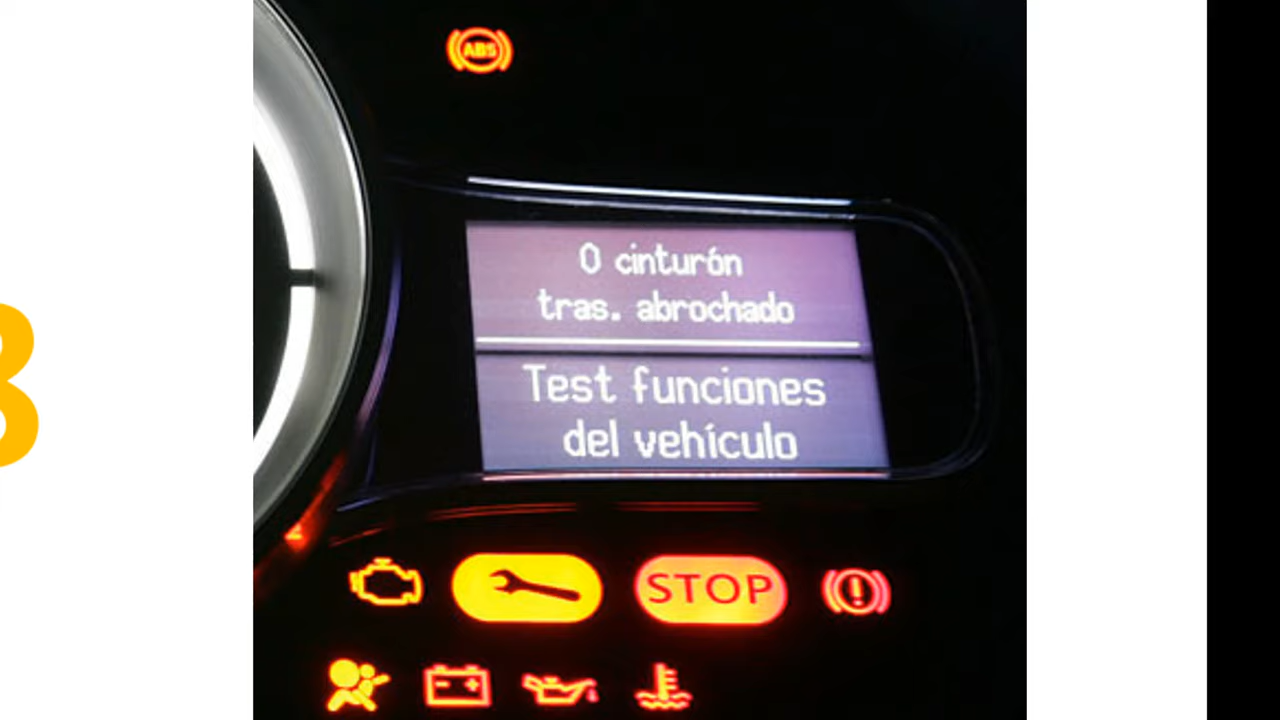 ABS
0 cinturón
tras. abrochado
Test funciones
del vehículo
STOP